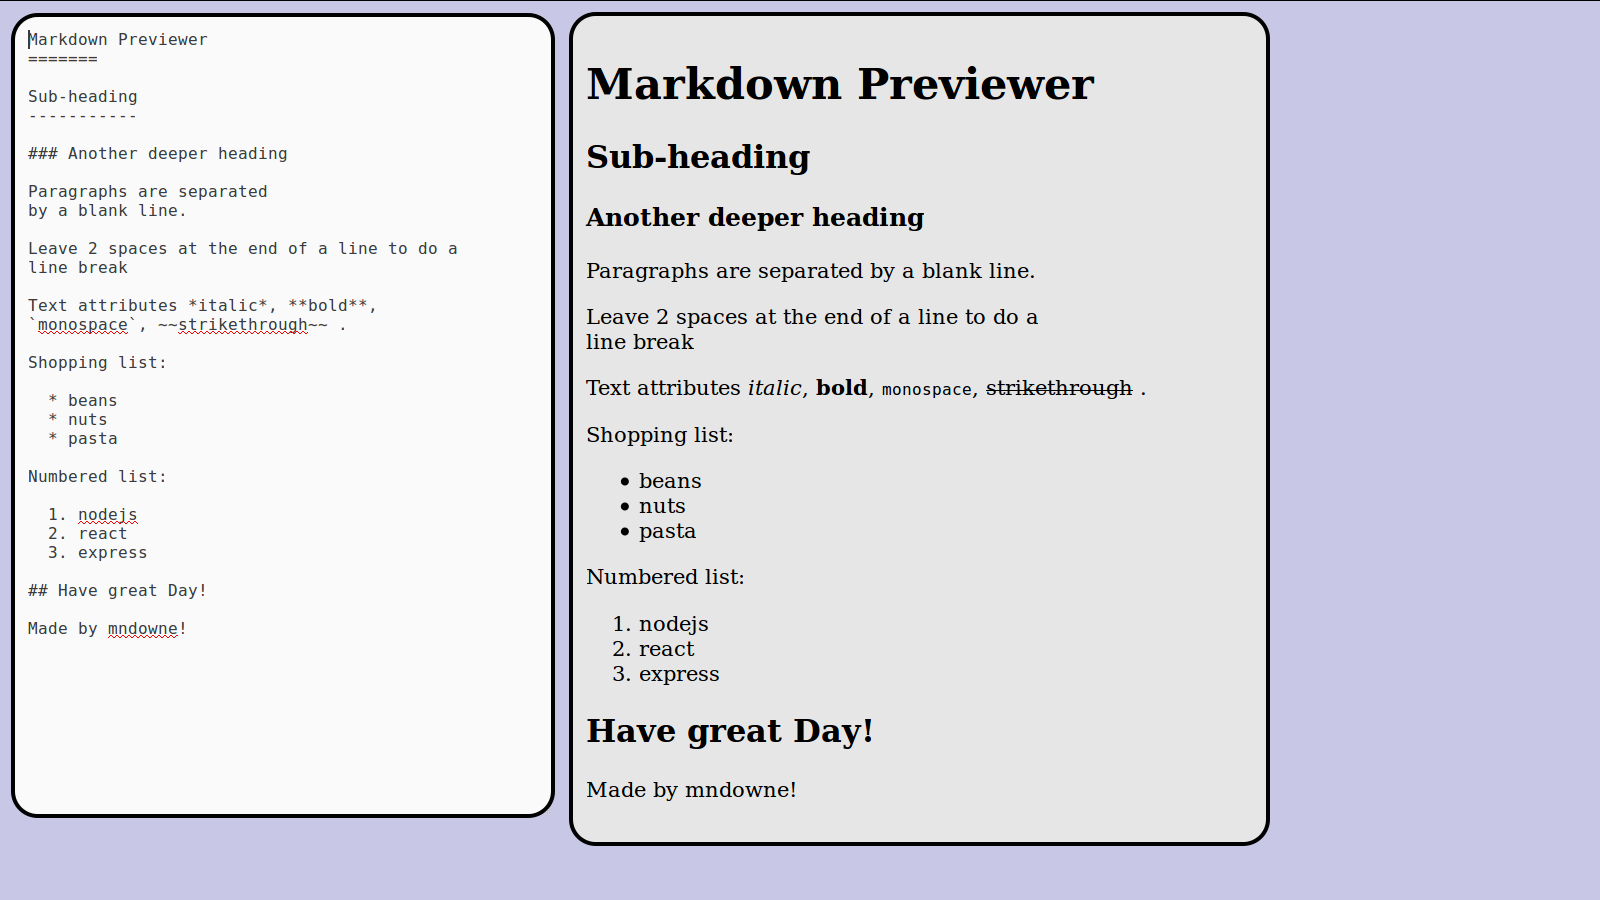 Markdown Previewer
=======
Sub-heading
-----------
### Another deeper heading
Paragraphs are separated
by a blank line.
Leave 2 spaces at the end of a line to do a
line break
Text attributes *italic*, **bold**,
`monospace`, ~~strikethrough~~ .
Shopping list:
* beans
* nuts
* pasta
Numbered list:
1. nodejs
2. react
3. express
## Have great Day!
Made by mndowne!
Markdown Previewer
Sub-heading
Another deeper heading
Paragraphs are separated by a blank line.
Leave 2 spaces at the end of a line to do a
line break
Text attributes italic, bold, monospace, strikethrough .
Shopping list:
• beans
• nuts
• pasta
Numbered list:
1. nodejs
2. react
3. express
Have great Day!
Made by mndowne!